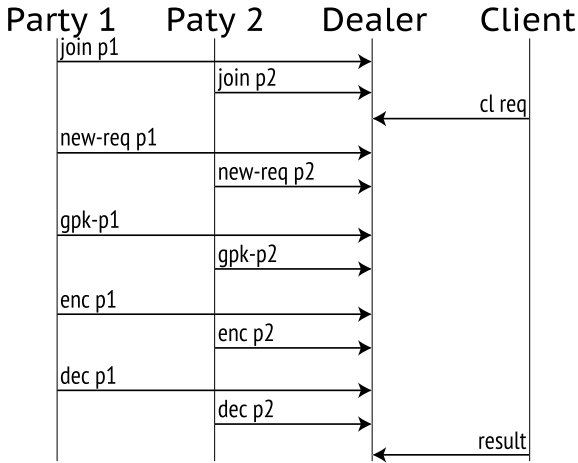 Party 1 Paty 2 Dealer Client
join p1
join p2
cl req
new-req p1
new-req p2
gpk-p1
gpk-p2
enc p1
enc p2
dec p1
dec p2
result